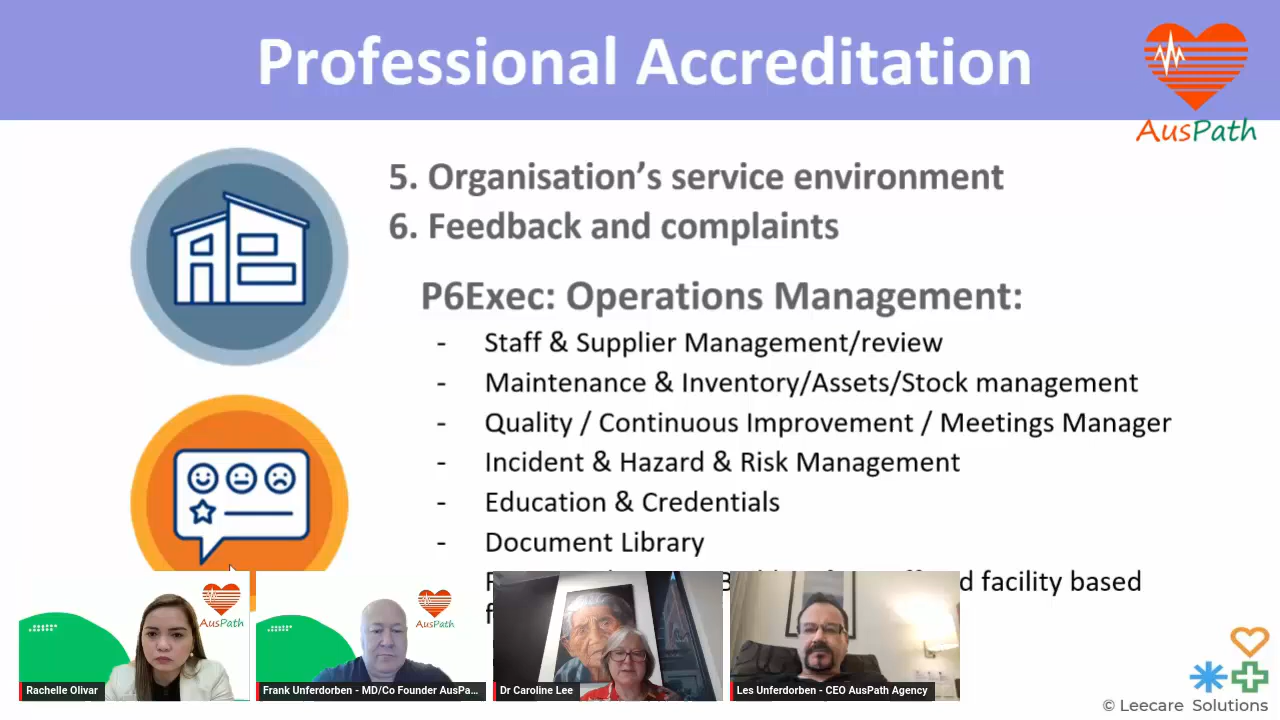 Professional Accreditation
AusPath
5. Organisation's service environment
6. Feedback and complaints
P6Exec: Operations Management:
- Staff & Supplier Management/review
- Maintenance & Inventory/Assets/Stock management
- Quality / Continuous Improvement / Meetings Manager
- Incident & Hazard & Risk Management
- Education & Credentials
- Document Library
facility based
AusPath
AusPath
Rachelle Olivar
Frank Unferdorben - MD/Co Founder AusPa...
Dr Caroline Lee
Les Unferdorben - CEO AusPath Agency
© Leecare Solutions